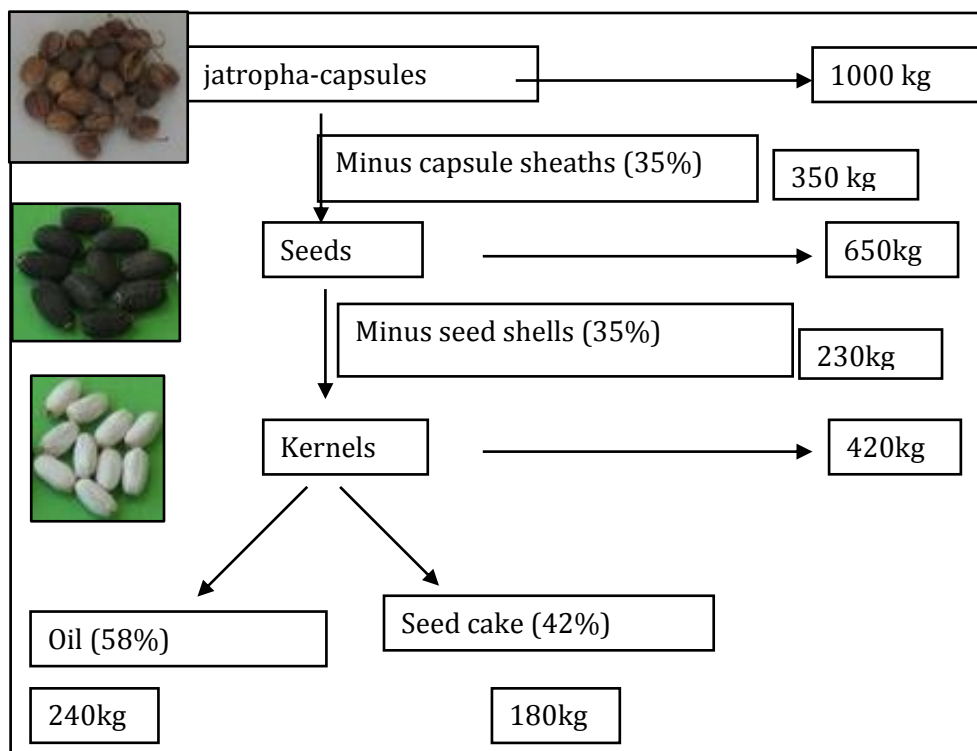 jatropha-capsules
1000 kg
Minus capsule sheaths (35%)
350 kg
Seeds
650kg
Minus seed shells (35%)
230kg
Kernels
420kg
Oil (58%)
Seed cake (42%)
240kg
180kg